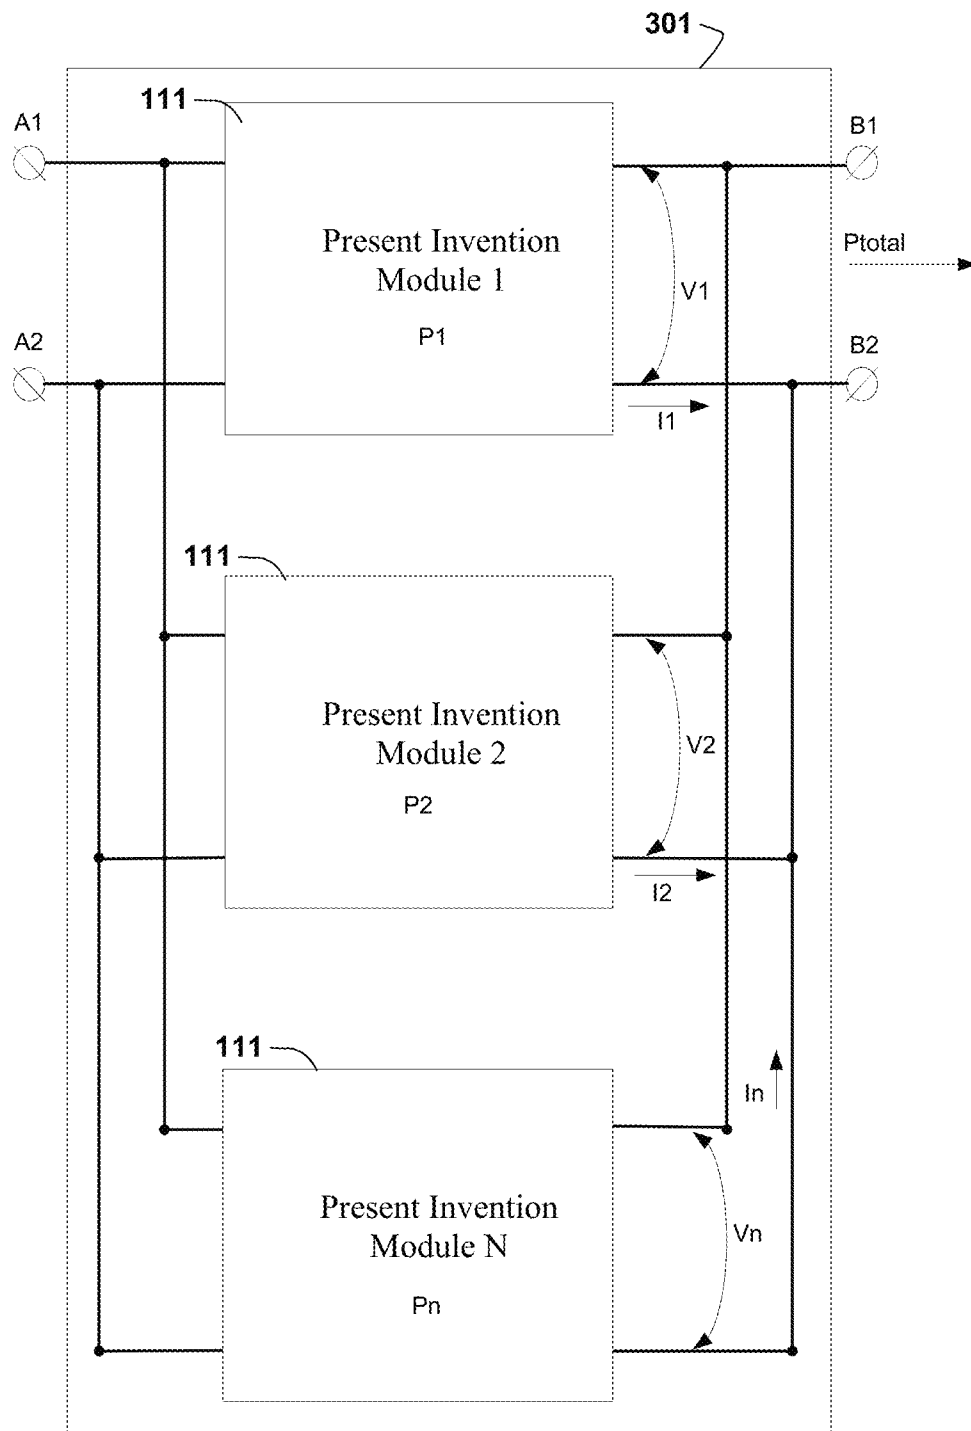 301
111
A1
B1
Present Invention
Module 1
Ptotal
V1
P1
A2
B2
I1
111
Present Invention
Module 2
V2
P2
I2
111
In
Present Invention
Module N
Vn
Pn